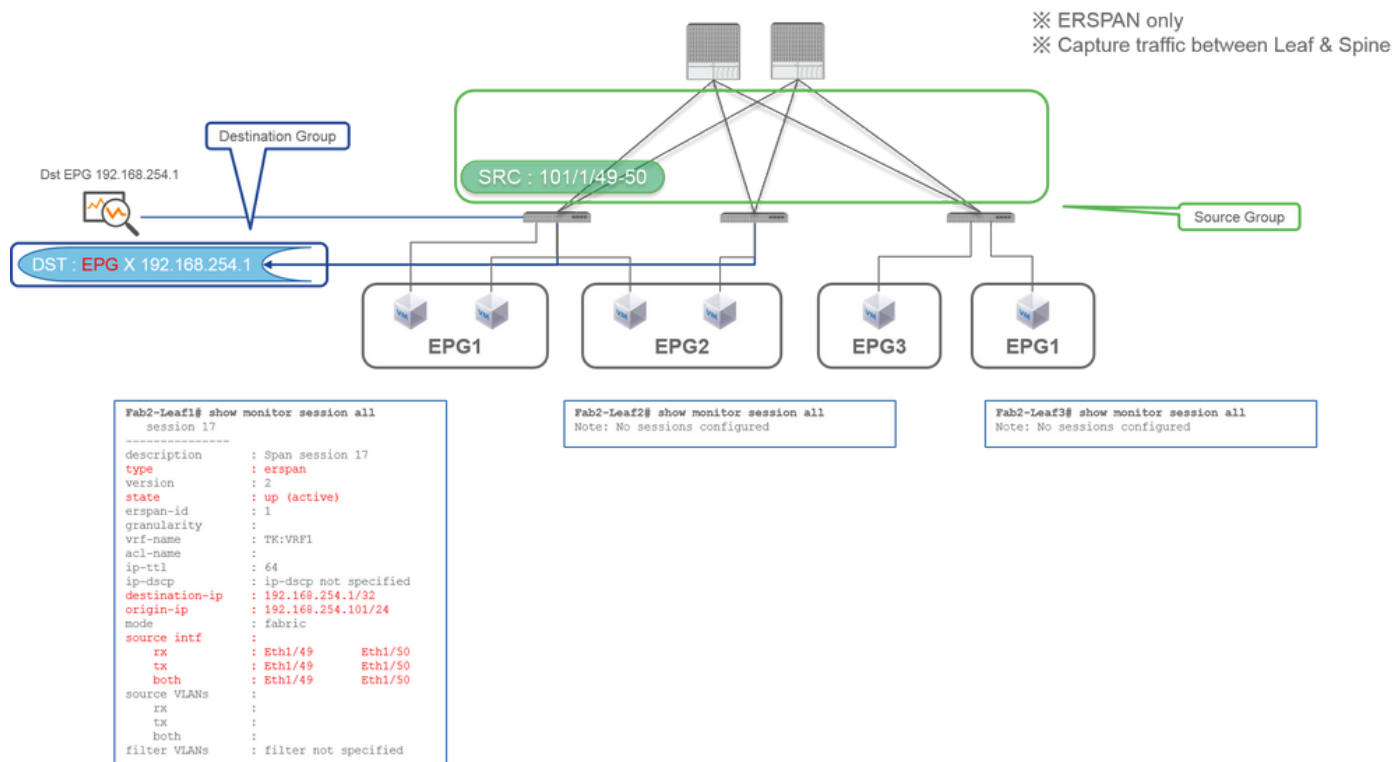 ※ ERSPAN only
※ Capture traffic between Leaf & Spine
Destination Group
Dst EPG 192.168.254.1
SRC : 101/1/49-50
Source Group
DST : EPG X 192.168.254.1
VM
VM
VM
VM
VM
VM
EPG1
EPG2
EPG3
EPG1
Fab2-Leaf1# show monitor session all
session 17
---------------
description : Span session 17
type : erspan
version : 2
state : up (active)
erspan-id : 1
granularity :
vrf-name : TK:VRF1
acl-name :
ip-ttl : 64
ip-dscp : ip-dscp not specified
destination-ip : 192.168.254.1/32
origin-ip : 192.168.254.101/24
mode : fabric
source intf :
rx : Eth1/49 Eth1/50
tx : Eth1/49 Eth1/50
both : Eth1/49 Eth1/50
source VLANs :
rx :
tx :
both :
filter VLANs : filter not specified
Fab2-Leaf2# show monitor session all
Note: No sessions configured
Fab2-Leaf3# show monitor session all
Note: No sessions configured